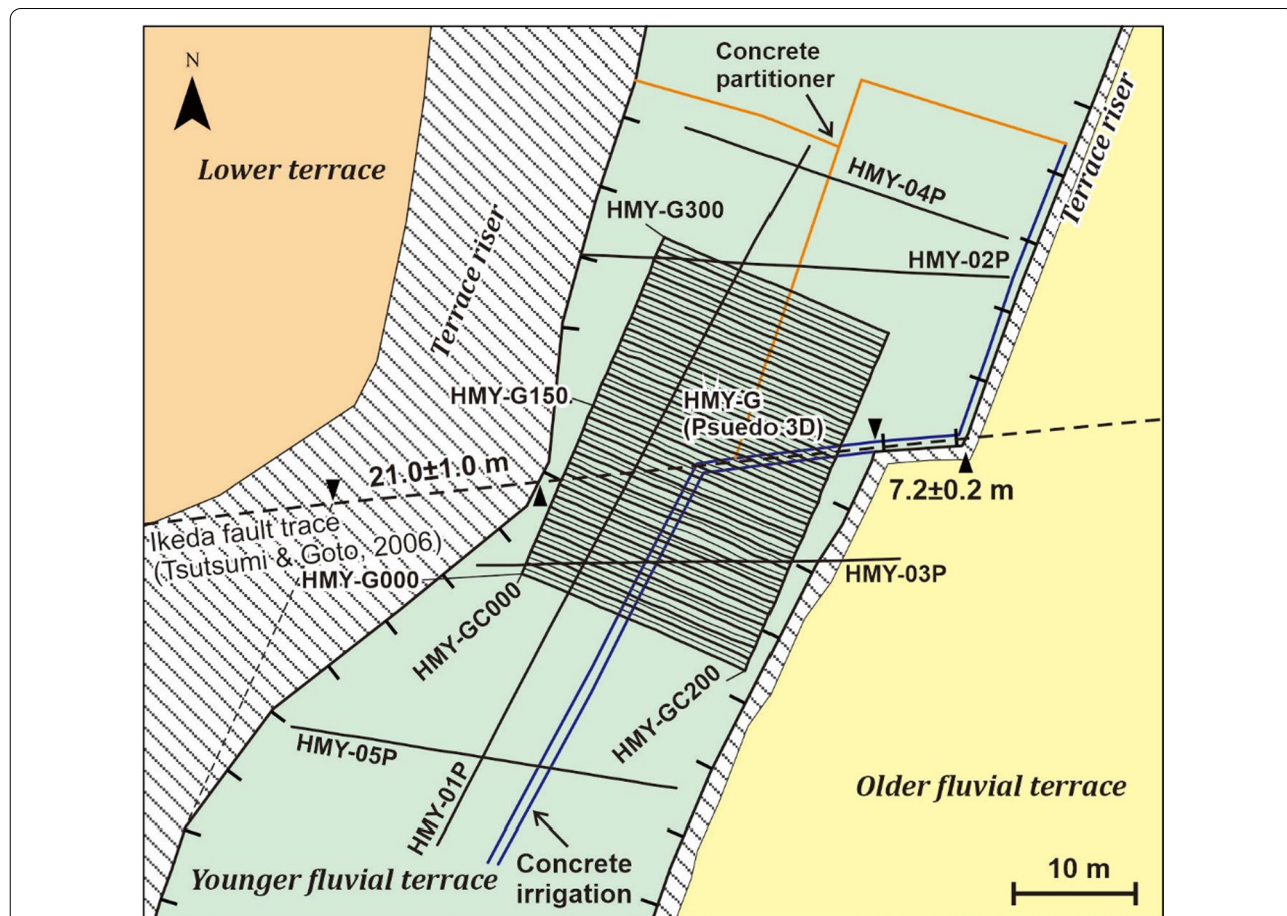 N
Concrete
partitioner
Terrace riser
Lower terrace
HMY-04P
HMY-G300
Terrace riser
HMY-02P
HMY-G150
HMY-G
(Psuedo 3D)
21.0±1.0 m
7.2±0.2 m
Ikeda fault trace
(Tsutsumi & Goto, 2006)
HMY-G000
HMY-03P
HMY-GC000
HMY-GC200
HMY-05P
HMY-01P
Older fluvial terrace
Younger fluvial terrace
Concrete
irrigation
10 m